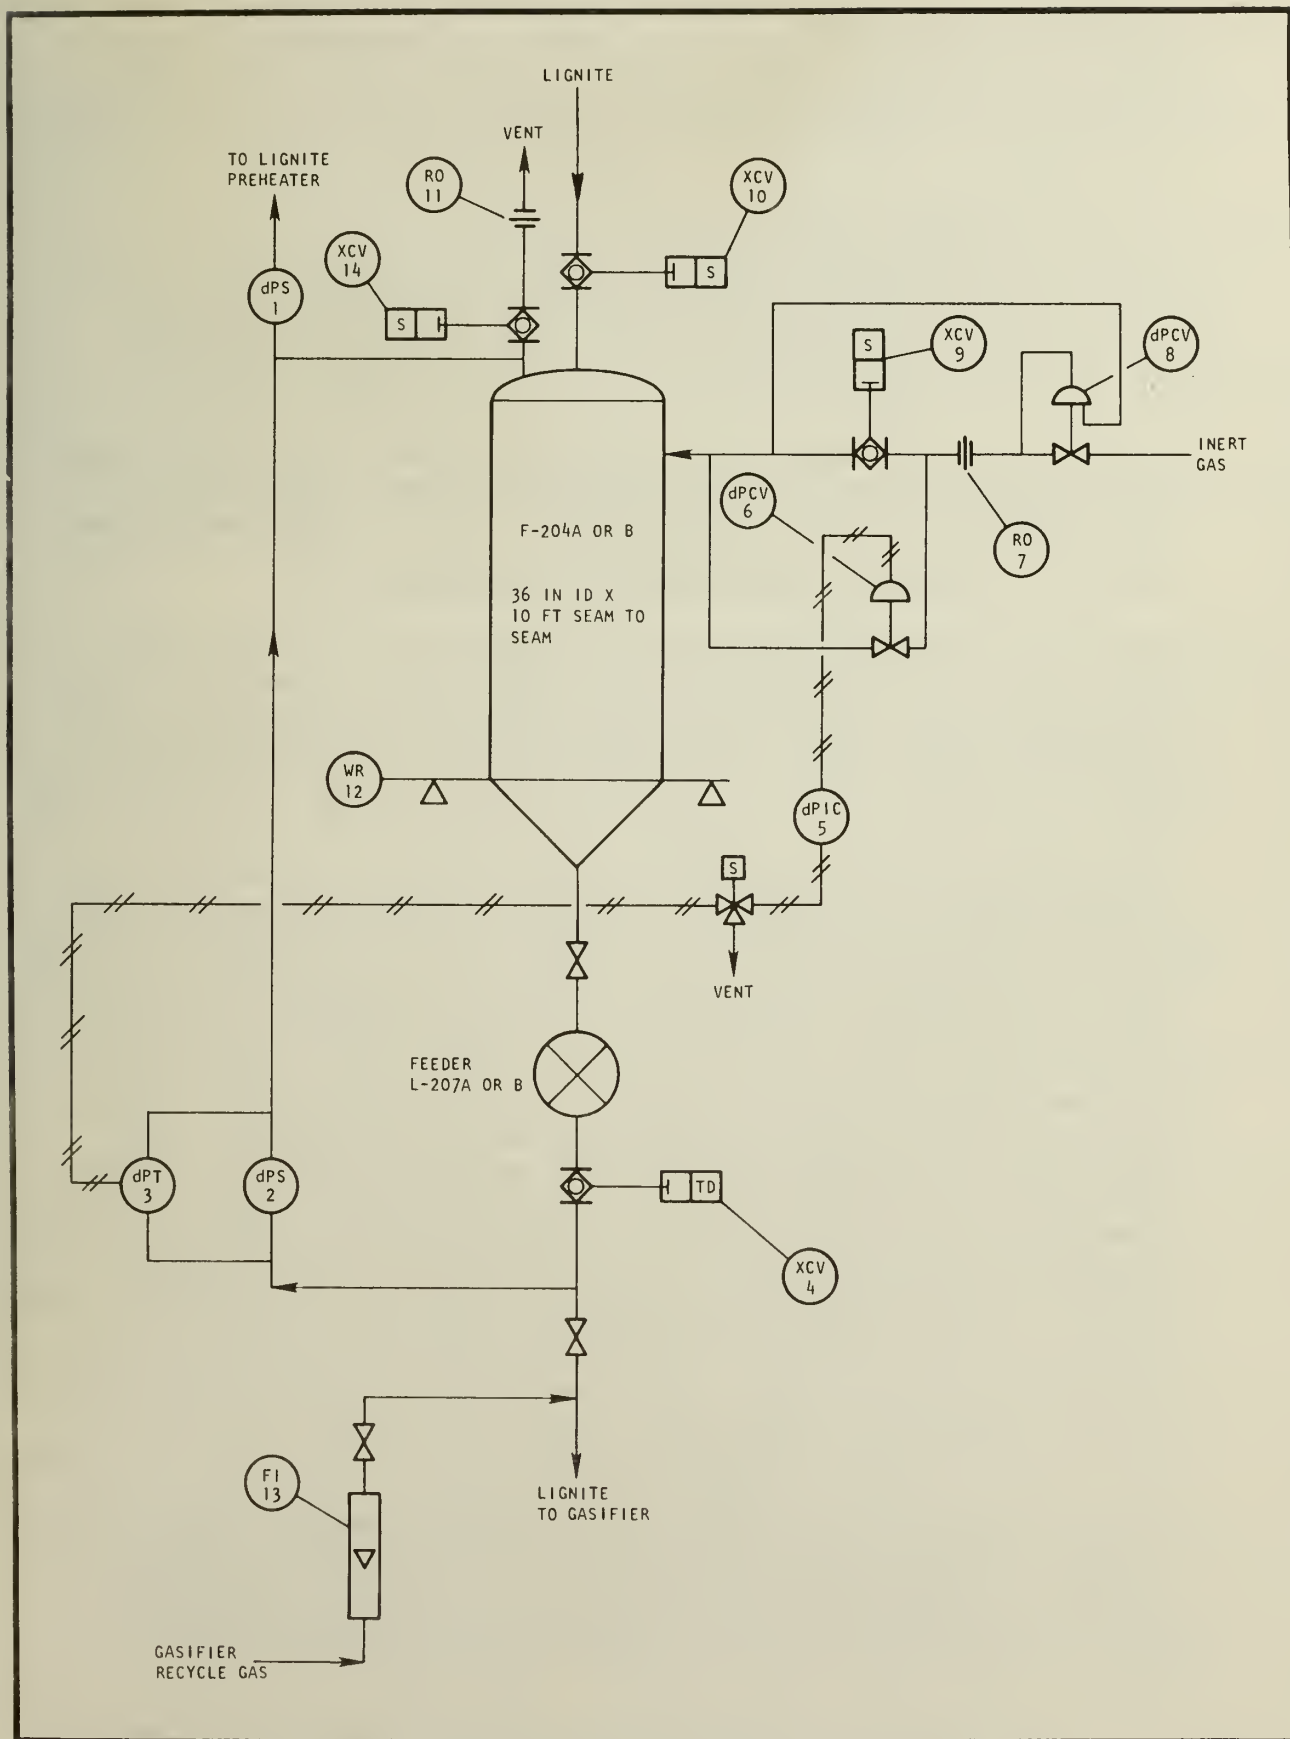 LIGNITE
VENT
TO LIGNITE
PREHEATER
RO
11
XCV
10
XCV
14
S
dPS
1
S
S
XCV
9
dPCV
8
INERT
GAS
dPCV
6
RO
7
F-204A OR B
36 IN ID X
10 FT SEAM TO
SEAM
WR
12
dPIC
5
S
VENT
FEEDER
L-207A OR B
dPT
3
dPS
2
TD
XCV
4
FI
13
LIGNITE
TO GASIFIER
GASIFIER
RECYCLE GAS